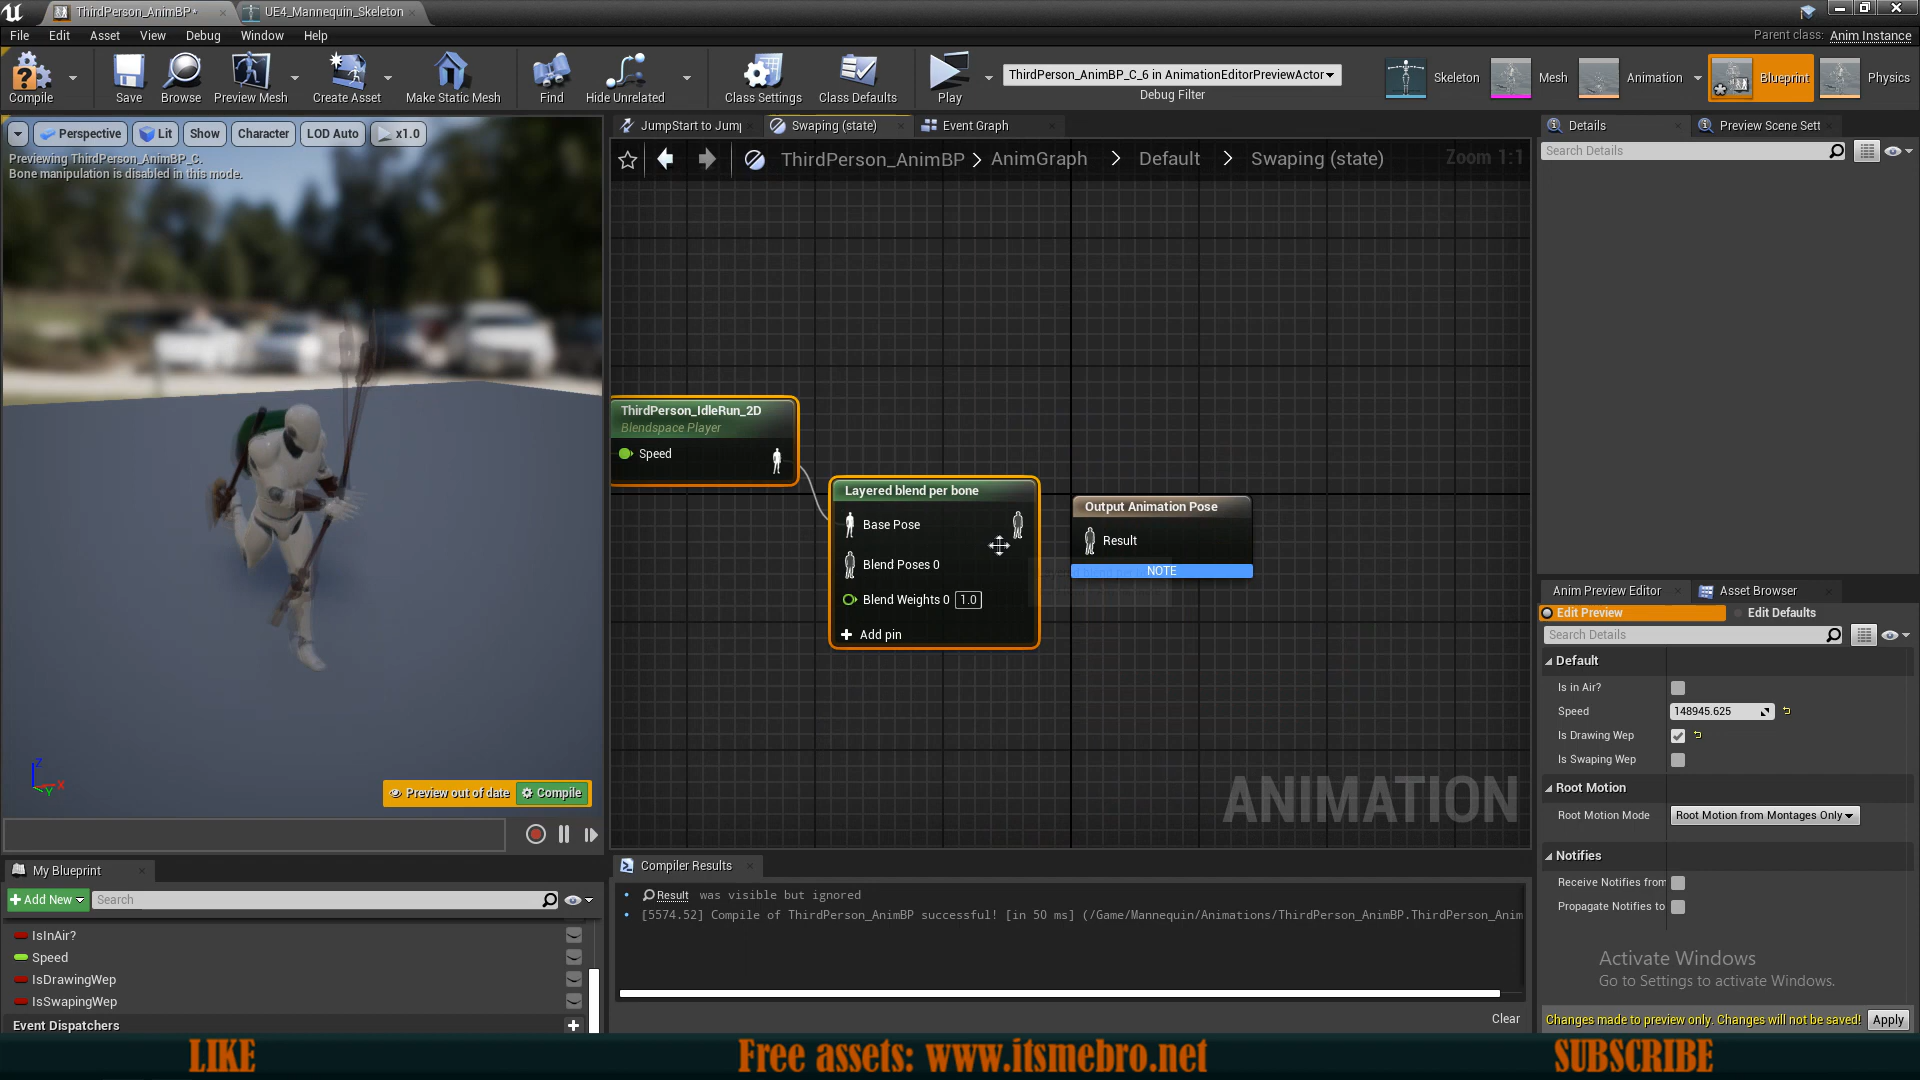 ThirdPerson_AnimBP*
UE4_Mannequin_Skeleton
File Edit Asset View Debug Window Help
Parent class: Anim Instance
Compile
Save
Browse
Preview Mesh
Create Asset
Make Static Mesh
Find
Hide Unrelated
Class Settings
Class Defaults
Play
ThirdPerson_AnimBP_C_6 in AnimationEditorPreviewActor
Debug Filter
Skeleton
Mesh
Animation
Blueprint
Physics
Perspective
Lit
Show
Character
LOD Auto
x1.0
Previewing ThirdPerson_AnimBP_C.
Bone manipulation is disabled in this mode.
Z
X
Y
Preview out of date
Compile
JumpStart to Jump
Swaping (state)
Event Graph
ThirdPerson_AnimBP > AnimGraph > Default > Swaping (state)
Zoom 1:1
ThirdPerson_IdleRun_2D
Blendspace Player
Speed
Layered blend per bone
Base Pose
Blend Poses 0
Blend Weights 0 1.0
Add pin
Output Animation Pose
Result
NOTE
ANIMATION
Details
Preview Scene Sett
Search Details
Anim Preview Editor
Asset Browser
Edit Preview
Edit Defaults
Search Details
Default
Is in Air?
Speed 148945.625
Is Drawing Wep
Is Swaping Wep
Root Motion
Root Motion Mode Root Motion from Montages Only
Notifies
Receive Notifies from
Propagate Notifies to
Activate Windows
Go to Settings to activate Windows.
Changes made to preview only. Changes will not be saved!
Apply
My Blueprint
Add New
Search
IsInAir?
Speed
IsDrawingWep
IsSwapingWep
Event Dispatchers
Compiler Results
Result was visible but ignored
[5574.52] Compile of ThirdPerson_AnimBP successful! [in 50 ms] (/Game/Mannequin/Animations/ThirdPerson_AnimBP.ThirdPerson_Anim
Clear
LIKE
Free assets: www.itsmebro.net
SUBSCRIBE